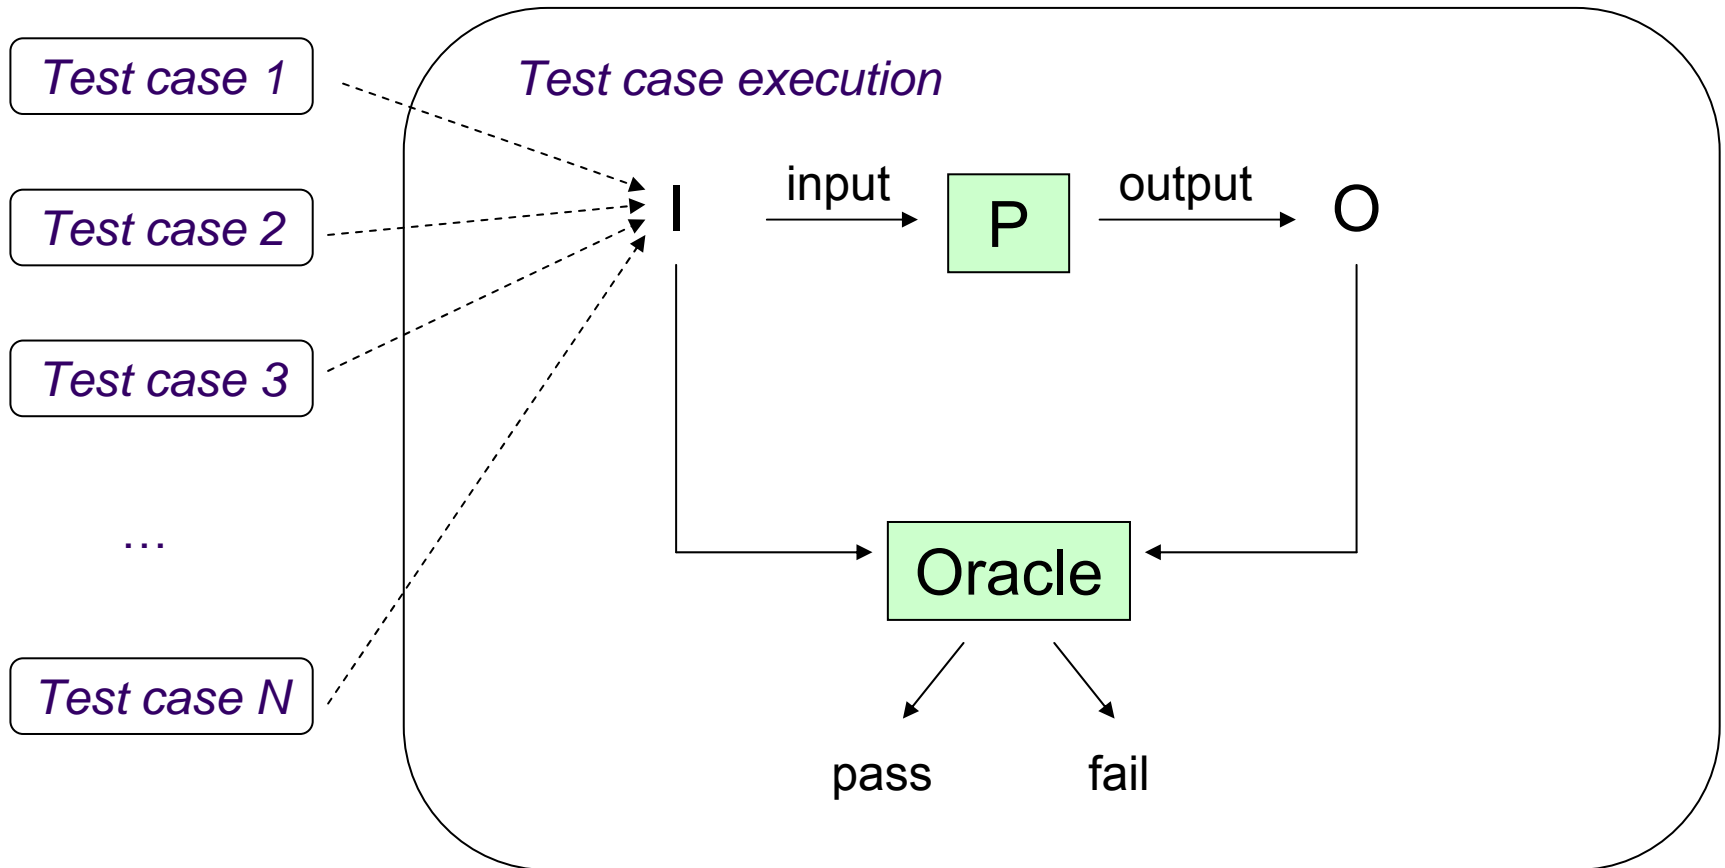 Test case 1
Test case execution
Test case 2
I
input
P
output
O
Test case 3
…
Oracle
Test case N
pass
fail